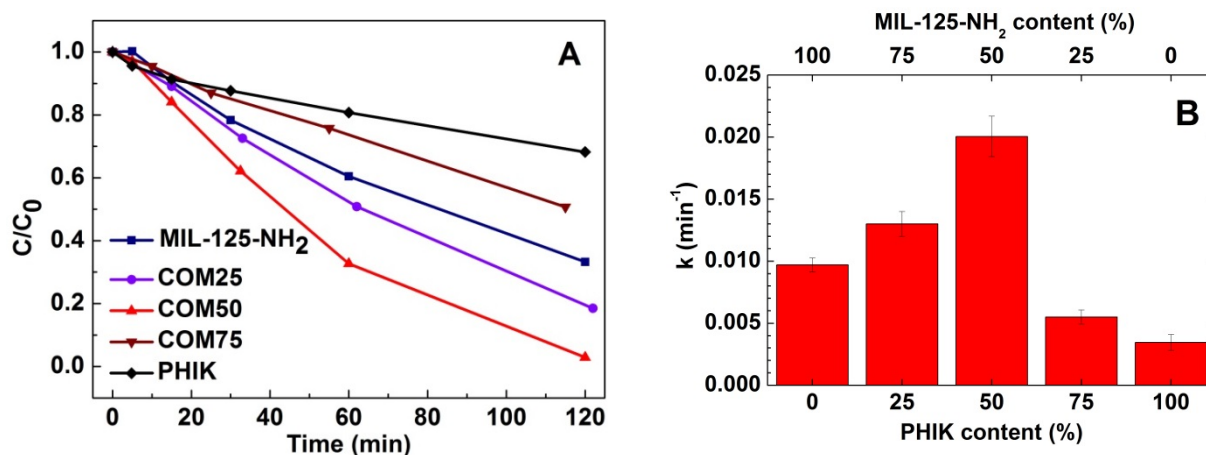 A
1.0
0.8
0.6
0.4
0.2
0.0
C/C0
MIL-125-NH2
COM25
COM50
COM75
PHIK
0 20 40 60 80 100 120
Time (min)
MIL-125-NH2 content (%)
100 75 50 25 0
B
0.025
0.020
0.015
0.010
0.005
0.000
k (min-1)
0 25 50 75 100
PHIK content (%)